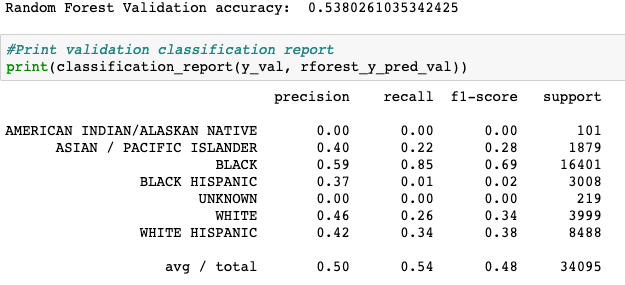 Random Forest Validation accuracy:  0.5380261035342425
#Print validation classification report
print(classification_report(y_val, rforest_y_pred_val))
precision recall f1-score support
AMERICAN INDIAN/ALASKAN NATIVE 0.00 0.00 0.00 101
ASIAN / PACIFIC ISLANDER 0.40 0.22 0.28 1879
BLACK 0.59 0.85 0.69 16401
BLACK HISPANIC 0.37 0.01 0.02 3008
UNKNOWN 0.00 0.00 0.00 219
WHITE 0.46 0.26 0.34 3999
WHITE HISPANIC 0.42 0.34 0.38 8488
avg / total 0.50 0.54 0.48 34095